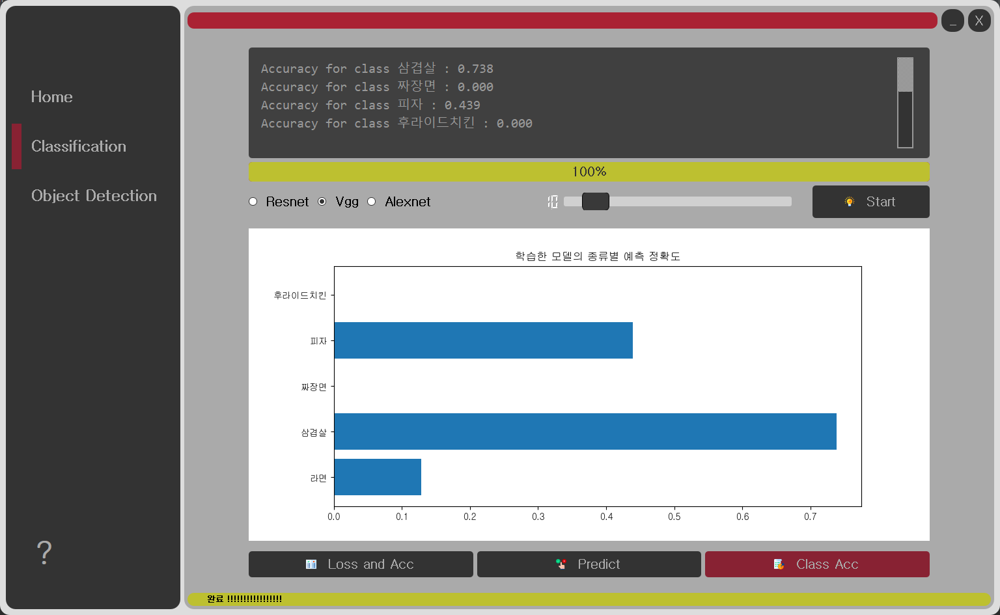 _ X
Home
Classification
Object Detection
?
Accuracy for class 삼겹살 : 0.738
Accuracy for class 짜장면 : 0.000
Accuracy for class 피자 : 0.439
Accuracy for class 후라이드치킨 : 0.000
100%
Resnet Vgg Alexnet
10
Start
학습한 모델의 종류별 예측 정확도
후라이드치킨
피자
짜장면
삼겹살
라면
0.0 0.1 0.2 0.3 0.4 0.5 0.6 0.7
Loss and Acc
Predict
Class Acc
완료 !!!!!!!!!!!!!!!!!